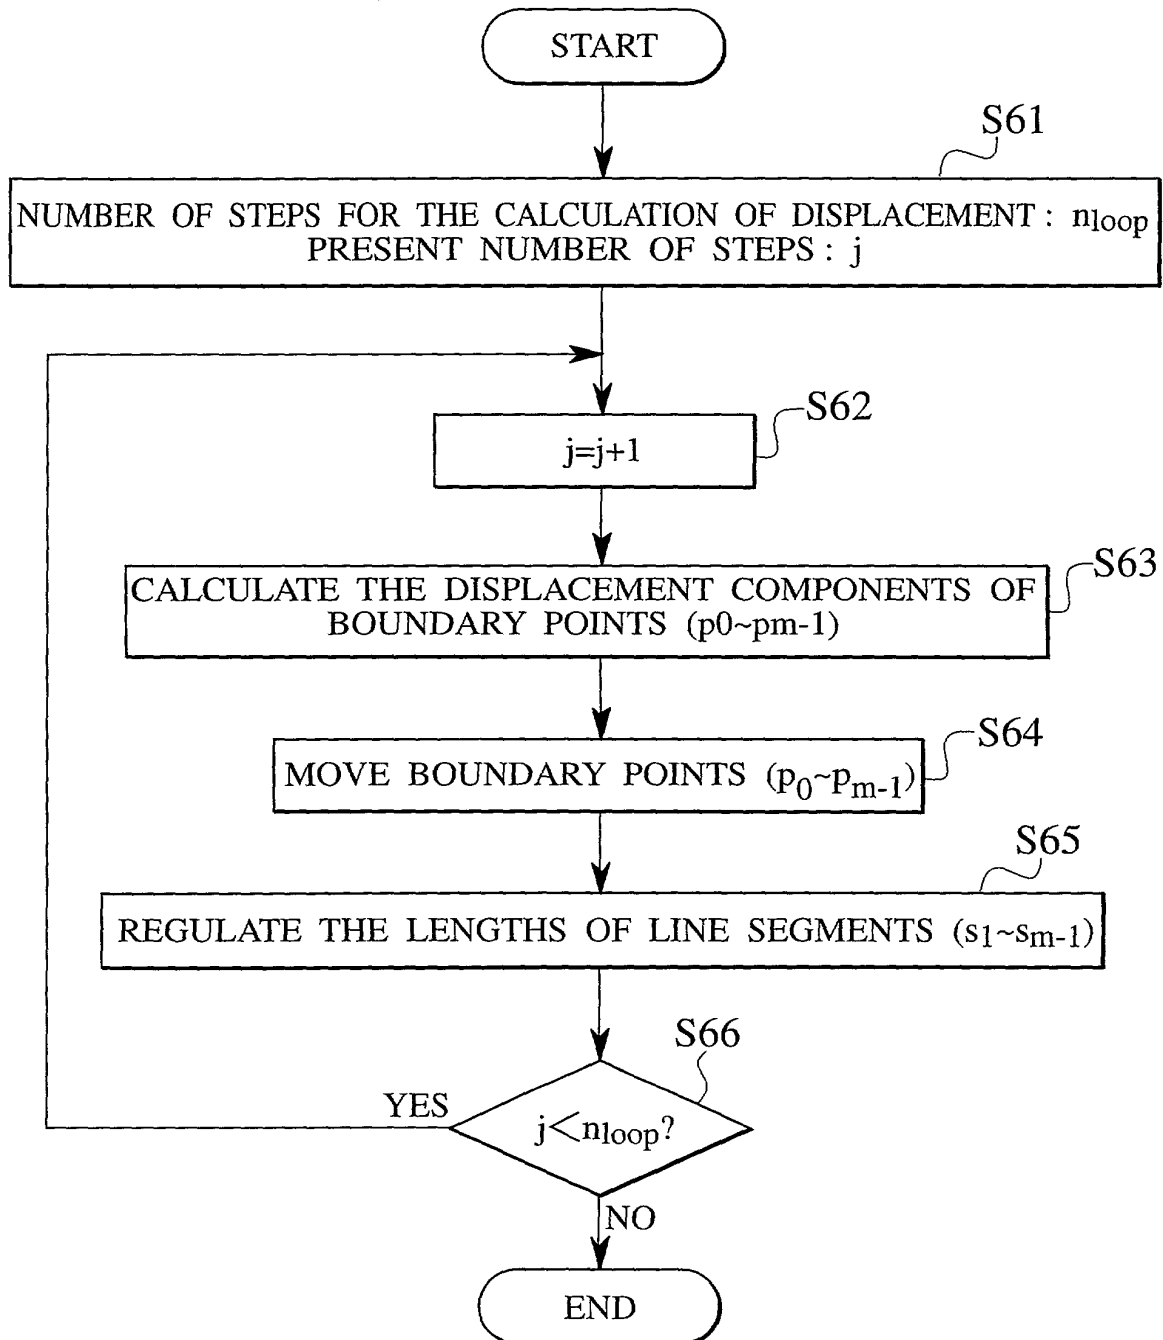 START
S61
NUMBER OF STEPS FOR THE CALCULATION OF DISPLACEMENT : nloop
PRESENT NUMBER OF STEPS : j
S62
j=j+1
S63
CALCULATE THE DISPLACEMENT COMPONENTS OF
BOUNDARY POINTS (p0~pm-1)
S64
MOVE BOUNDARY POINTS (p0~pm-1)
S65
REGULATE THE LENGTHS OF LINE SEGMENTS (s1~sm-1)
S66
YES
j<nloop?
NO
END